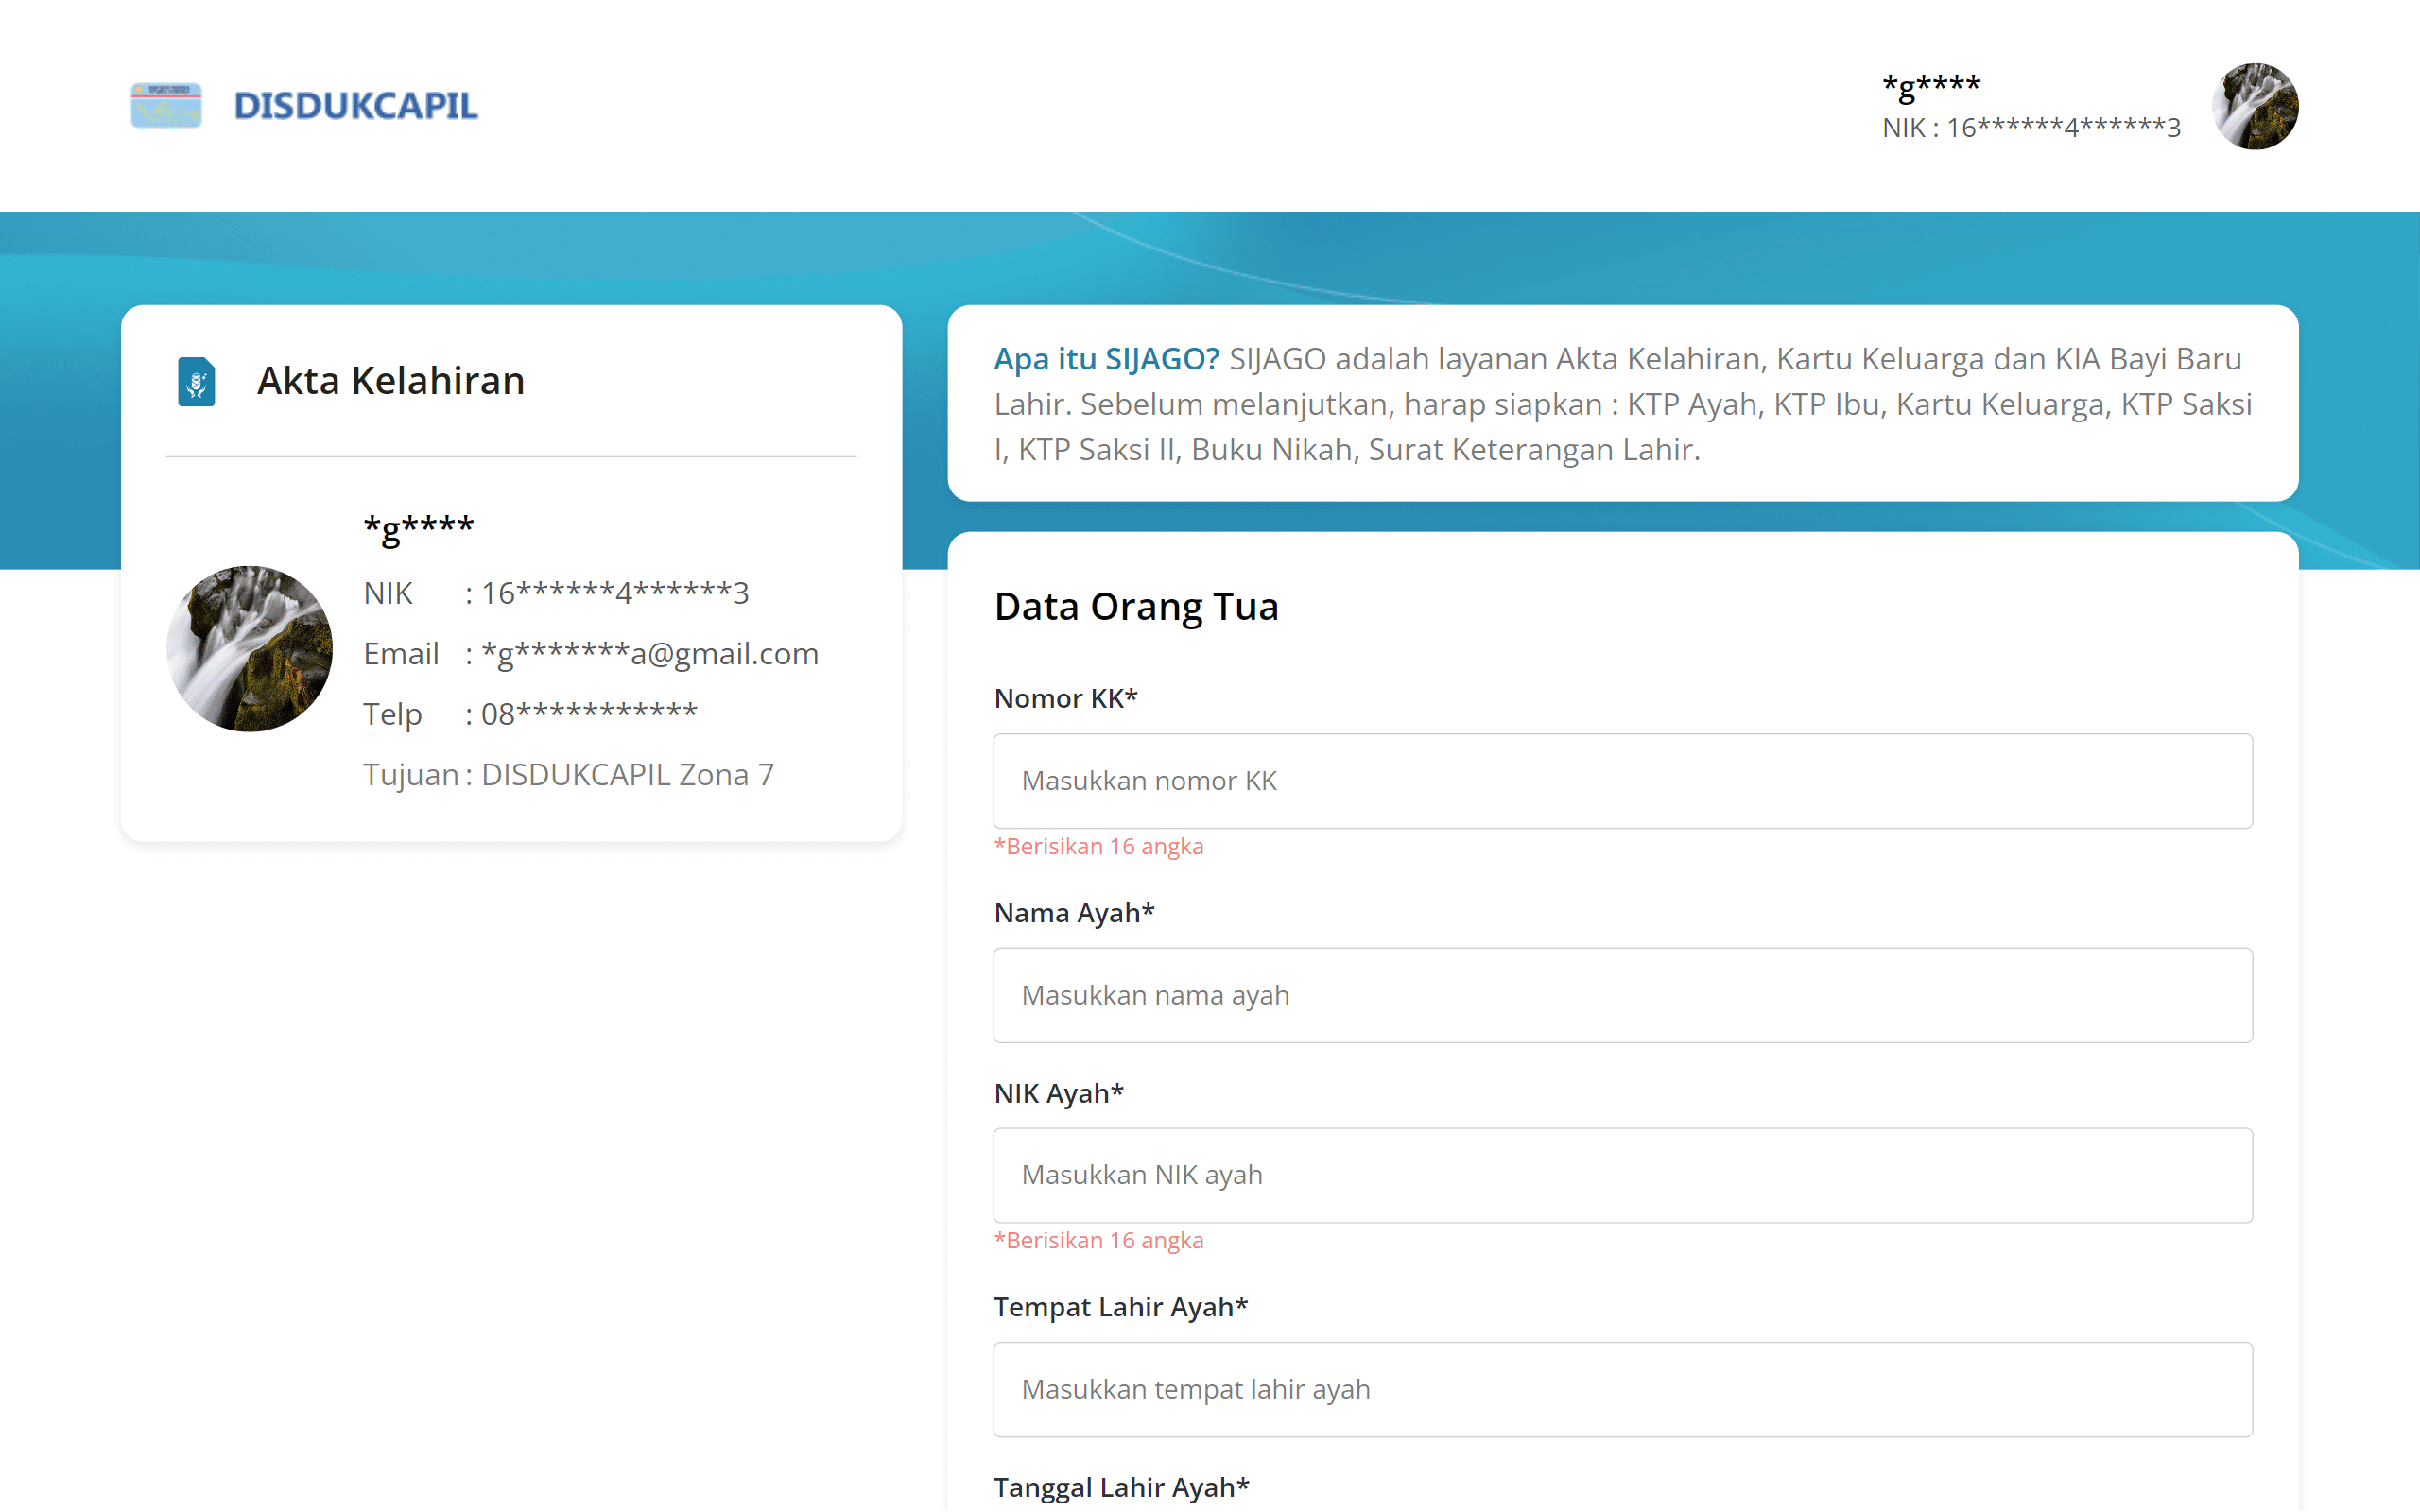 DISDUKCAPIL
*g****
NIK : 16******4******3
Akta Kelahiran
*g****
NIK : 16******4******3
Email : *g*******a@gmail.com
Telp : 08***********
Tujuan : DISDUKCAPIL Zona 7
Apa itu SIJAGO? SIJAGO adalah layanan Akta Kelahiran, Kartu Keluarga dan KIA Bayi Baru
Lahir. Sebelum melanjutkan, harap siapkan : KTP Ayah, KTP Ibu, Kartu Keluarga, KTP Saksi
I, KTP Saksi II, Buku Nikah, Surat Keterangan Lahir.
Data Orang Tua
Nomor KK*
Masukkan nomor KK
*Berisikan 16 angka
Nama Ayah*
Masukkan nama ayah
NIK Ayah*
Masukkan NIK ayah
*Berisikan 16 angka
Tempat Lahir Ayah*
Masukkan tempat lahir ayah
Tanggal Lahir Ayah*